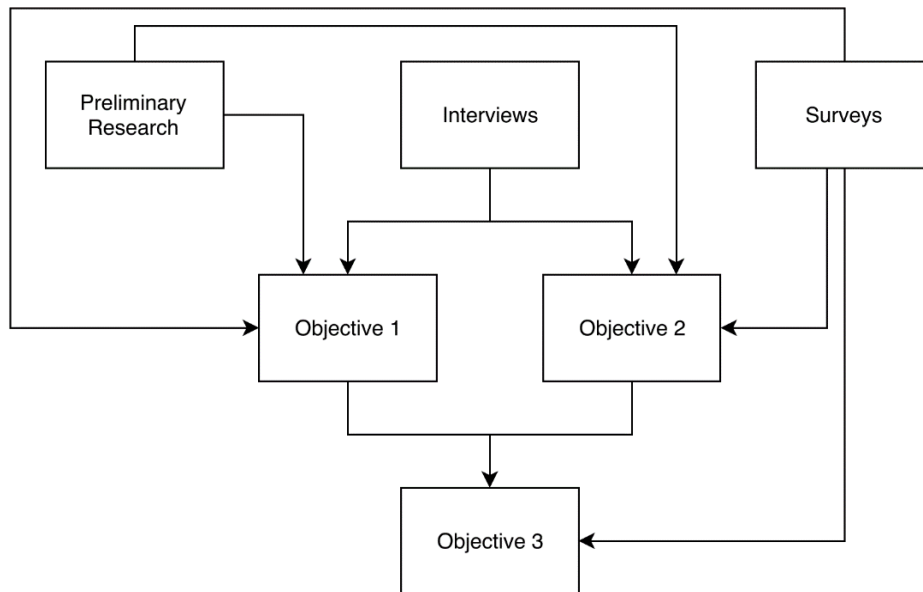 Preliminary
Research
Interviews
Surveys
Objective 1
Objective 2
Objective 3